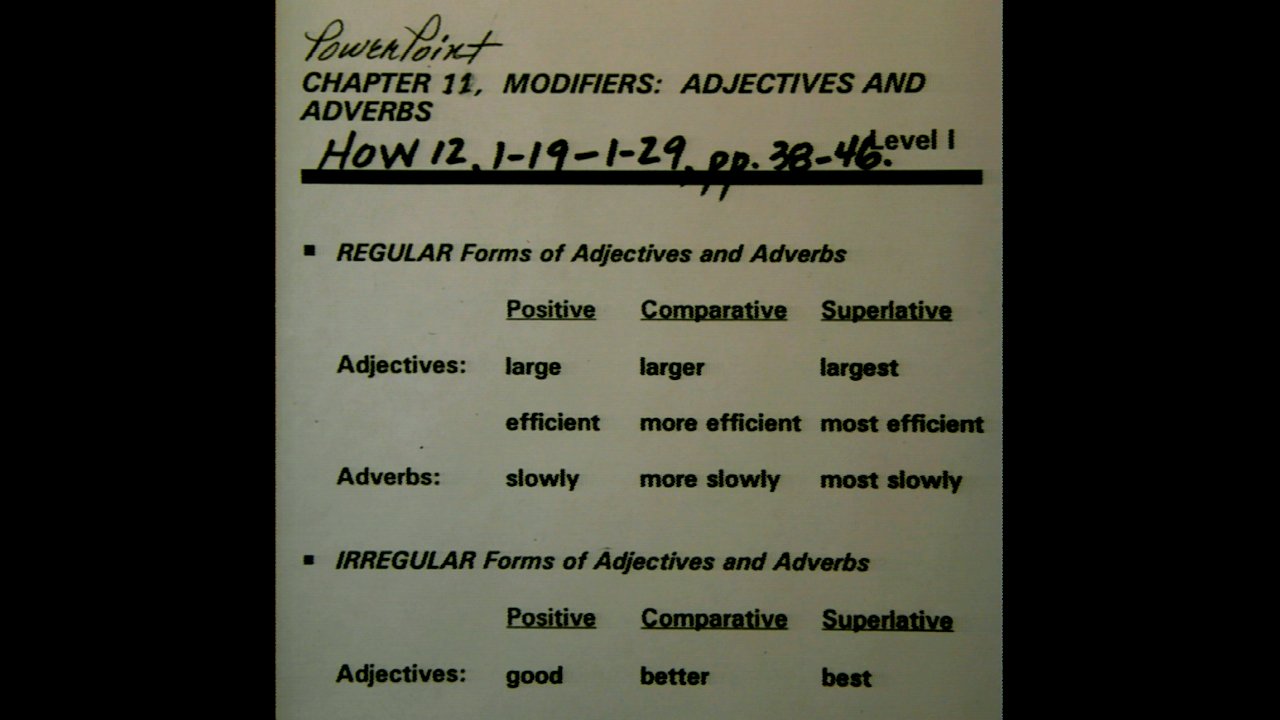 PowerPoint
CHAPTER 11, MODIFIERS: ADJECTIVES AND
ADVERBS
Level I
HOW 12, 1-19-1-29, pp. 38-46.
▪ REGULAR Forms of Adjectives and Adverbs
Positive Comparative Superlative
Adjectives: large larger largest
efficient more efficient most efficient
Adverbs: slowly more slowly most slowly
▪ IRREGULAR Forms of Adjectives and Adverbs
Positive Comparative Superlative
Adjectives: good better best